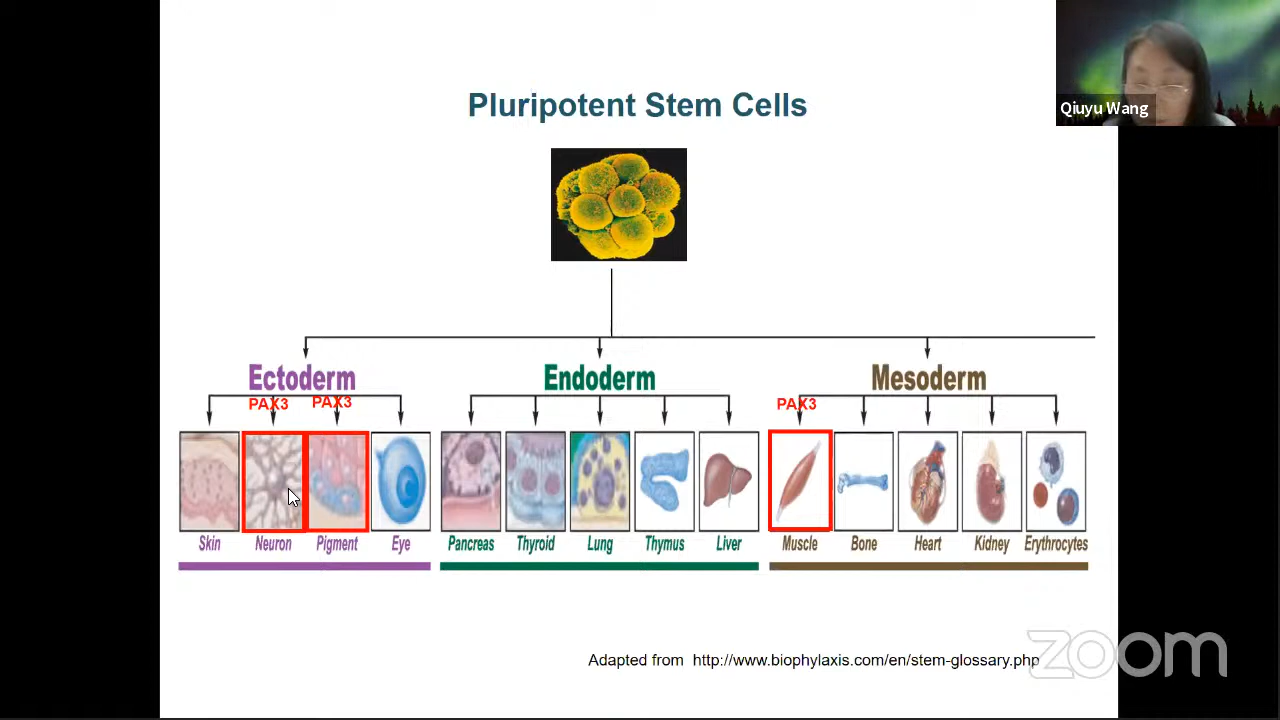 Pluripotent Stem Cells
Qiuyu Wang
Ectoderm
Endoderm
Mesoderm
PAX3
PAX3
PAX3
Skin
Neuron
Pigment
Eye
Pancreas
Thyroid
Lung
Thymus
Liver
Muscle
Bone
Heart
Kidney
Erythrocytes
Adapted from http://www.biophylaxis.com/en/stem-glossary.php
zoom